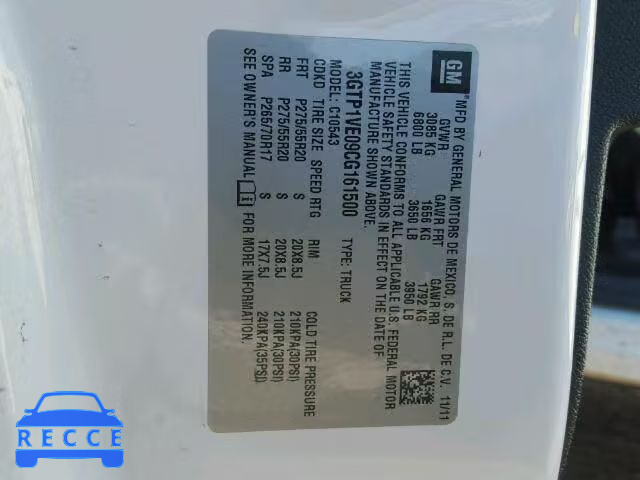 GM
MFD BY GENERAL MOTORS DE MEXICO, S. DE R.L. DE C.V. 11/11
GVWR GAWR FRT GAWR RR
3085 KG 1656 KG 1792 KG
6800 LB 3650 LB 3950 LB
THIS VEHICLE CONFORMS TO ALL APPLICABLE U.S. FEDERAL MOTOR
VEHICLE SAFETY STANDARDS IN EFFECT ON THE DATE OF
MANUFACTURE SHOWN ABOVE.
3GTP1VE09CG161500 TYPE: TRUCK
MODEL: C10543
CDKD TIRE SIZE SPEED RTG RIM COLD TIRE PRESSURE
FRT P275/55R20 S 20X8.5J 210KPA(30PSI)
RR P275/55R20 S 20X8.5J 210KPA(30PSI)
SPA P265/70R17 S 17X7.5J 240KPA(35PSI)
SEE OWNER'S MANUAL FOR MORE INFORMATION.
RECCE